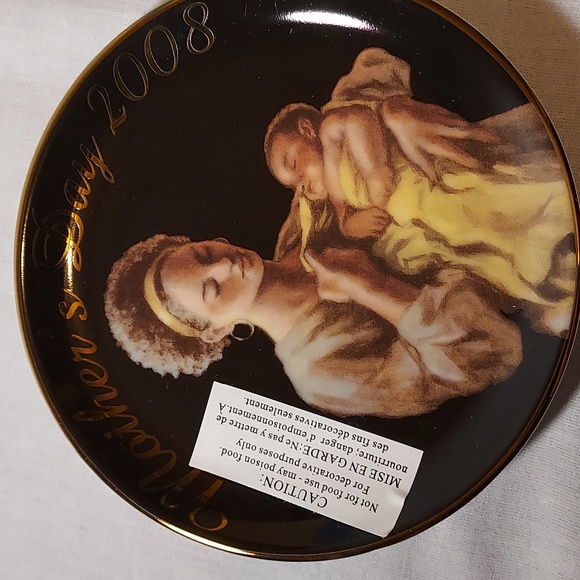 Mother's Day 2008
CAUTION:
Not for food use - may poison food.
For decorative purposes only
MISE EN GARDE:Ne pas y mettre de
nourriture; danger d'empoisonnement.A
des fins décoratives seulement.